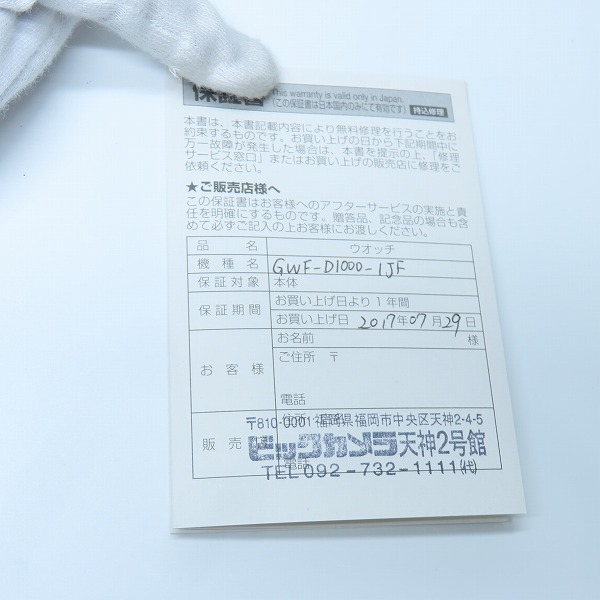 保証書 This warranty is valid only in Japan.
(この保証書は日本国内のみにて有効です) 持込修理
本書は、本書記載内容により無料修理を行うことをお
約束するものです。お買い上げの日から下記期間中に
万一故障が発生した場合は、本書を提示の上、「修理
サービス窓口」またはお買い上げの販売店に修理をご
依頼ください。
★ご販売店様へ
この保証書はお客様へのアフターサービスの実施と責
任を明確にするものです。贈答品、記念品の場合も含
めて必ずご記入の上お客様にお渡しください。
品名 ウオッチ
機種名 GWF-D1000-1JF
保証対象 本体
保証期間 お買い上げ日より1年間
お買い上げ日 2017年07月29日
お客様 お名前 様
ご住所 〒
電話
販売
〒810-0001福岡県福岡市中央区天神2-4-5
ビックカメラ天神2号館
電話
TEL 092-732-1111(代)